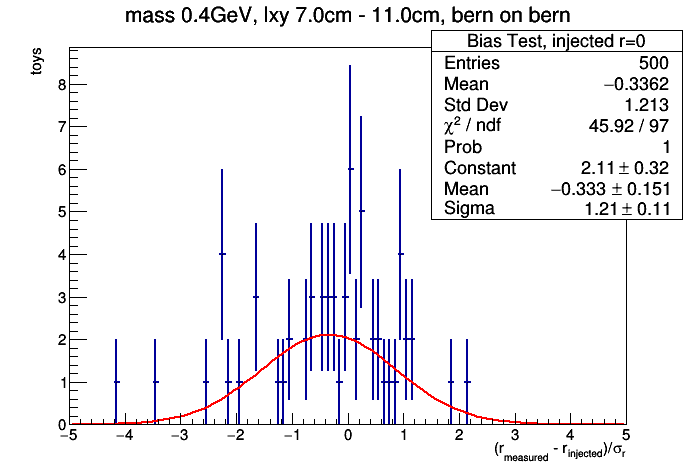 mass 0.4GeV, lxy 7.0cm - 11.0cm, bern on bern
Bias Test, injected r=0
Entries 500
Mean −0.3362
Std Dev 1.213
χ² / ndf 45.92 / 97
Prob 1
Constant 2.11 ± 0.32
Mean −0.333 ± 0.151
Sigma 1.21 ± 0.11
toys
8
7
6
5
4
3
2
1
0
−5 −4 −3 −2 −1 0 1 2 3 4 5
(r_measured - r_injected)/σ_r